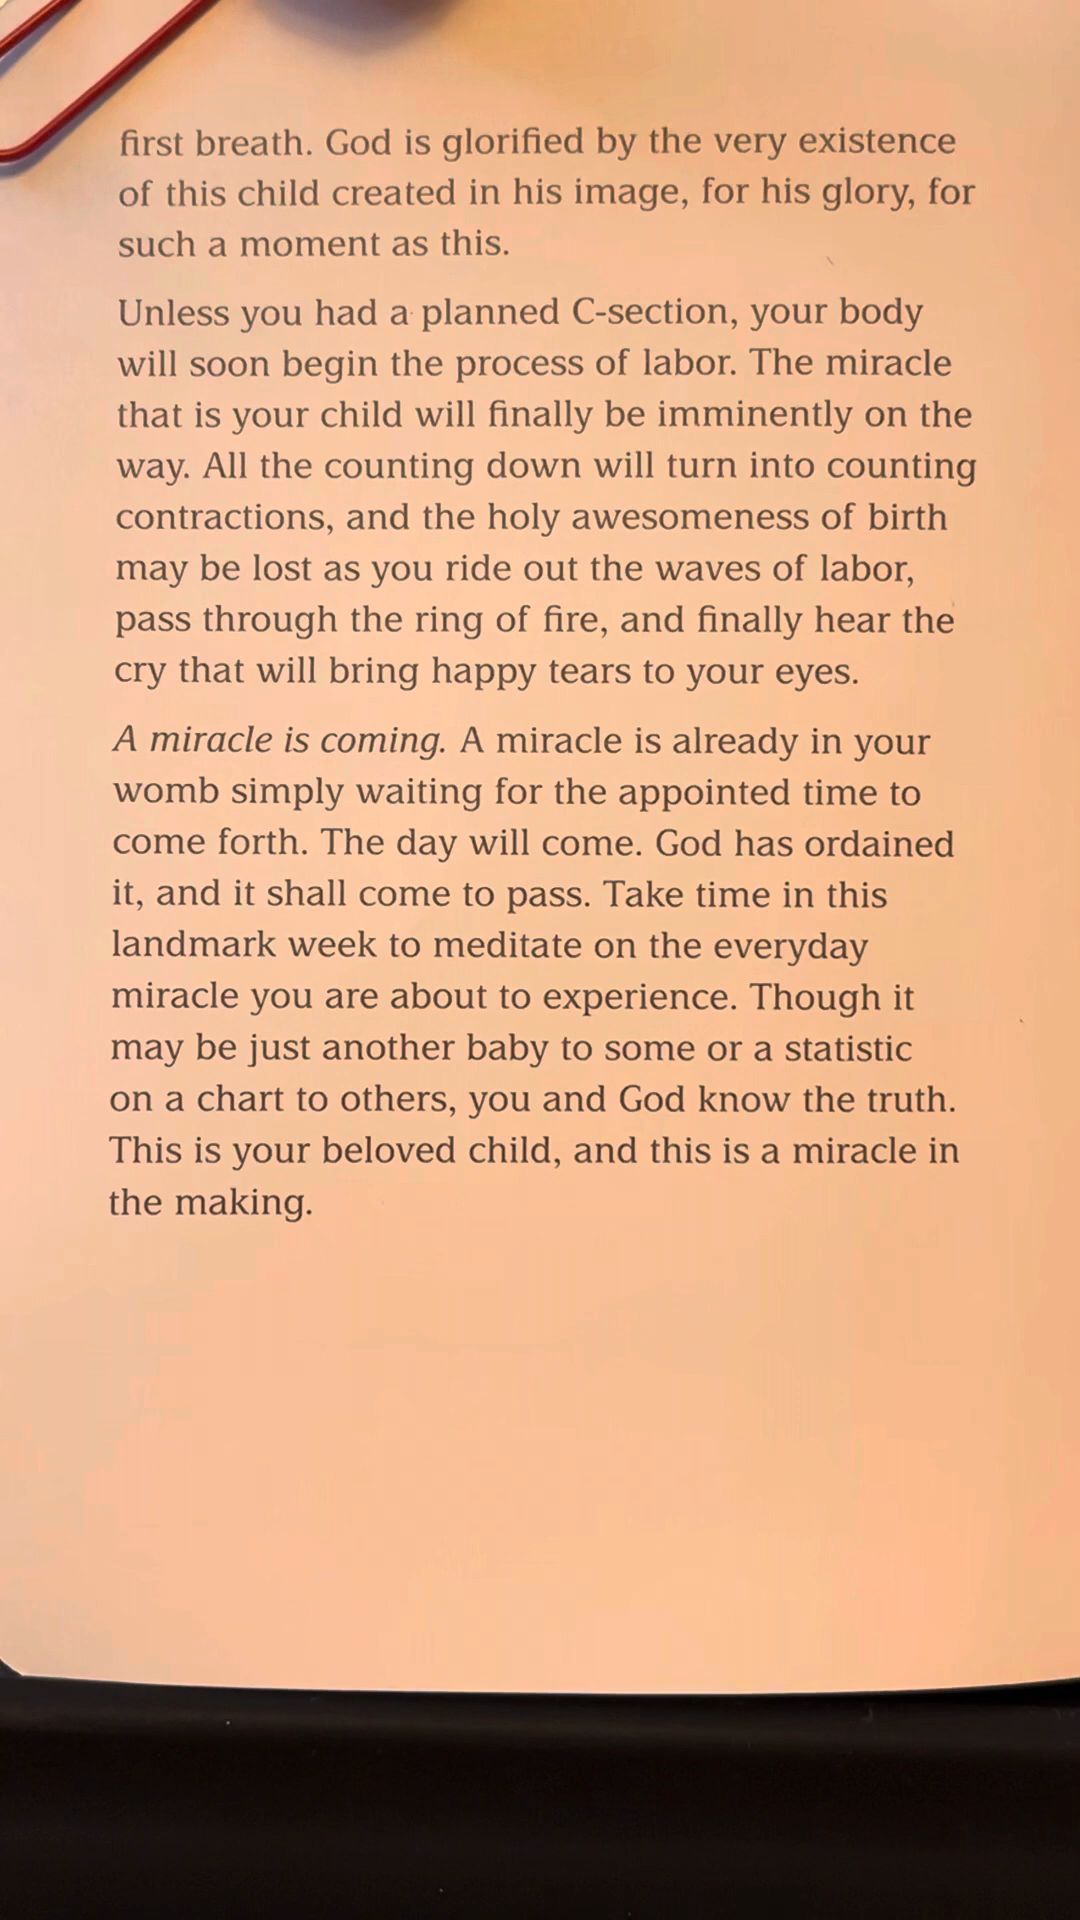 first breath. God is glorified by the very existence
of this child created in his image, for his glory, for
such a moment as this.
Unless you had a planned C-section, your body
will soon begin the process of labor. The miracle
that is your child will finally be imminently on the
way. All the counting down will turn into counting
contractions, and the holy awesomeness of birth
may be lost as you ride out the waves of labor,
pass through the ring of fire, and finally hear the
cry that will bring happy tears to your eyes.
A miracle is coming. A miracle is already in your
womb simply waiting for the appointed time to
come forth. The day will come. God has ordained
it, and it shall come to pass. Take time in this
landmark week to meditate on the everyday
miracle you are about to experience. Though it
may be just another baby to some or a statistic
on a chart to others, you and God know the truth.
This is your beloved child, and this is a miracle in
the making.